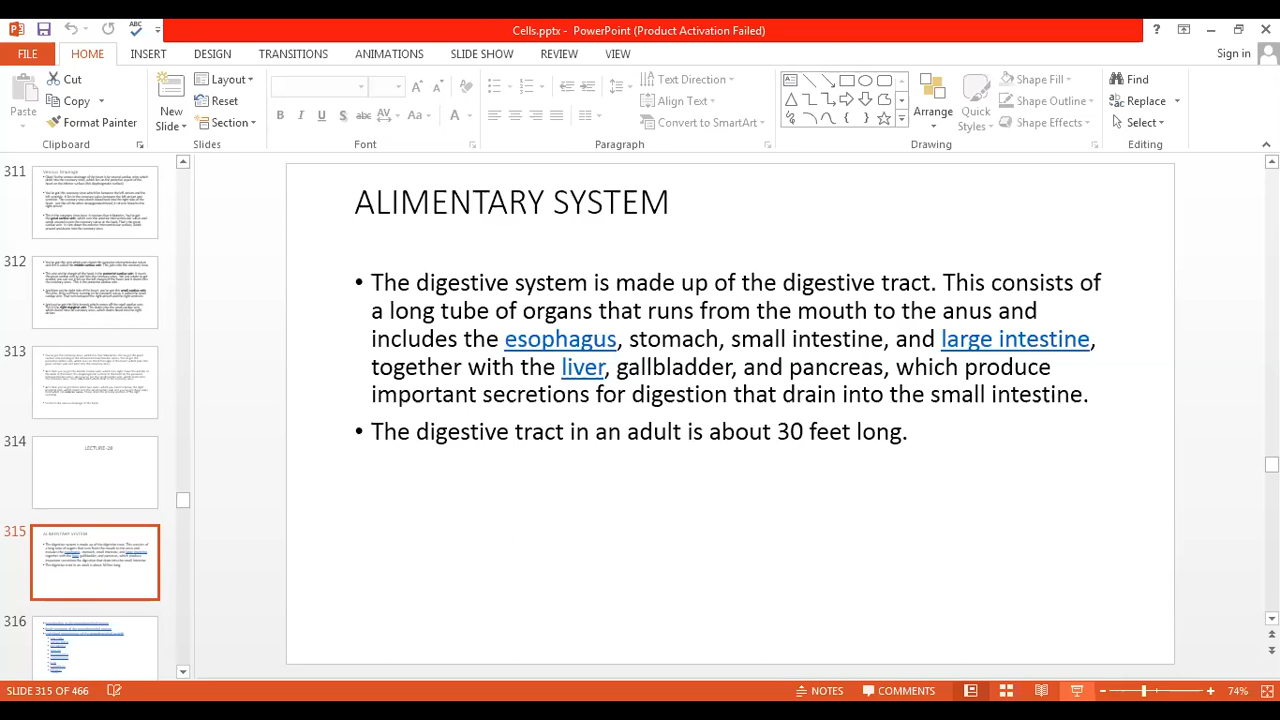 Cells.pptx - PowerPoint (Product Activation Failed)
FILE HOME INSERT DESIGN TRANSITIONS ANIMATIONS SLIDE SHOW REVIEW VIEW Sign in
Paste
Cut
Copy
Format Painter
Clipboard
New Slide
Layout
Reset
Section
Slides
Font
Text Direction
Align Text
Convert to SmartArt
Paragraph
Arrange
Quick Styles
Shape Fill
Shape Outline
Shape Effects
Drawing
Find
Replace
Select
Editing
311
Venous Drainage
312
313
314
LECTURE-20
315
ALIMENTARY SYSTEM
316
ALIMENTARY SYSTEM
• The digestive system is made up of the digestive tract. This consists of
a long tube of organs that runs from the mouth to the anus and
includes the esophagus, stomach, small intestine, and large intestine,
together with the liver, gallbladder, and pancreas, which produce
important secretions for digestion that drain into the small intestine.
• The digestive tract in an adult is about 30 feet long.
SLIDE 315 OF 466 NOTES COMMENTS 74%